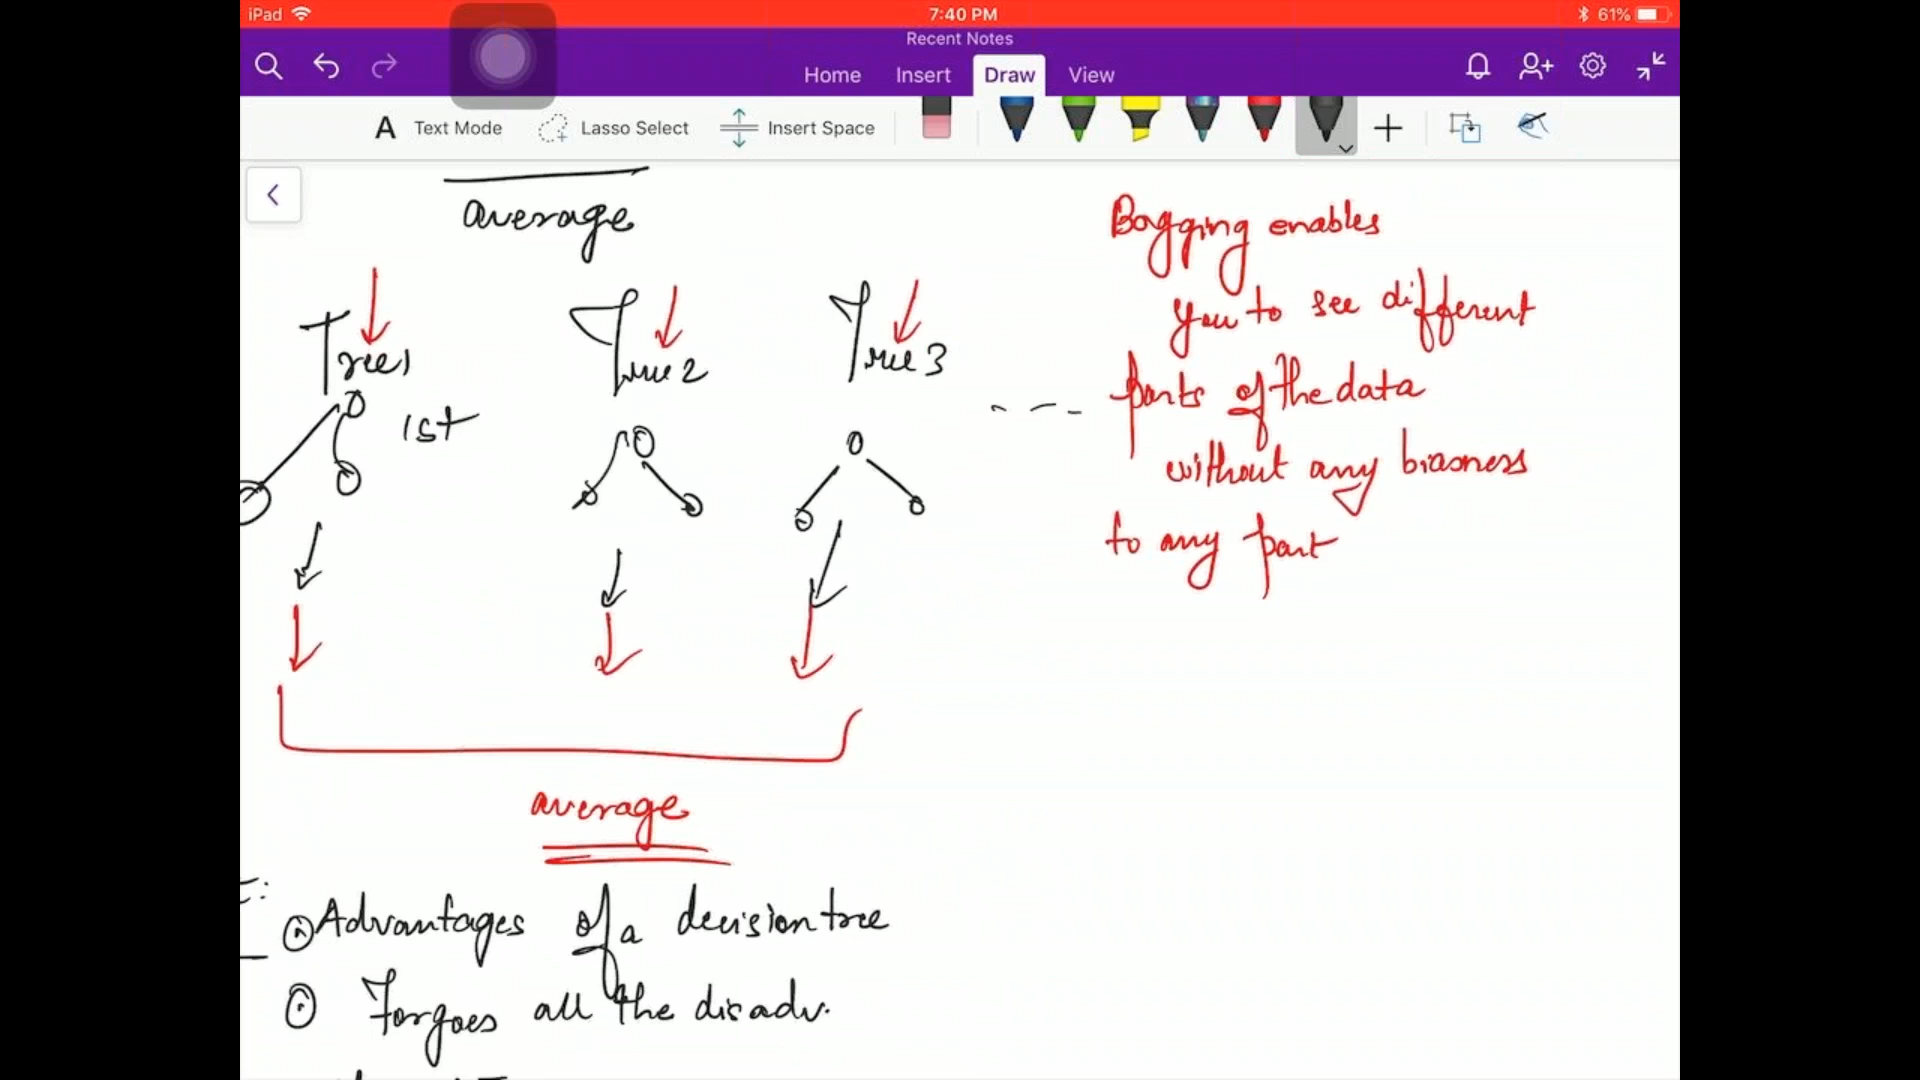 iPad
7:40 PM
61%
Recent Notes
Home Insert Draw View
A Text Mode Lasso Select Insert Space
average
Tree1 Tree 2 Tree 3
1st
average
Advantages of a decision tree
Forgoes all the disadv.
Bagging enables
you to see different
parts of the data
without any biasness
to any part